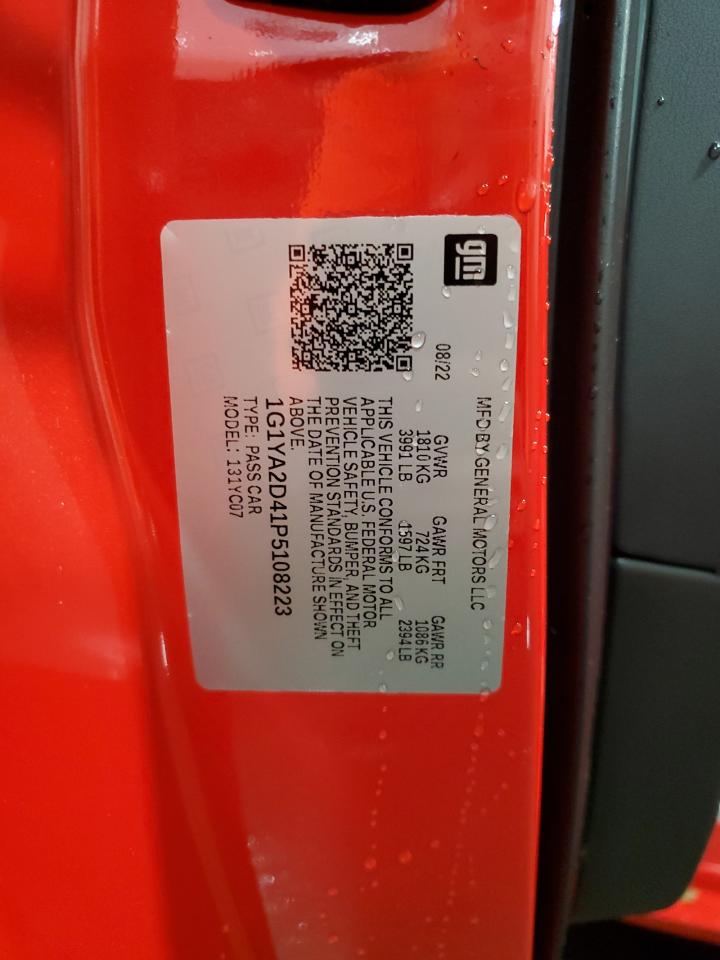 gm
MFD BY GENERAL MOTORS LLC
08/22
GVWR GAWR FRT GAWR RR
1810 KG 724 KG 1086 KG
3991 LB 1597 LB 2394 LB
THIS VEHICLE CONFORMS TO ALL
APPLICABLE U.S. FEDERAL MOTOR
VEHICLE SAFETY, BUMPER, AND THEFT
PREVENTION STANDARDS IN EFFECT ON
THE DATE OF MANUFACTURE SHOWN
ABOVE.
1G1YA2D41P5108223
TYPE: PASS CAR
MODEL: 131YC07